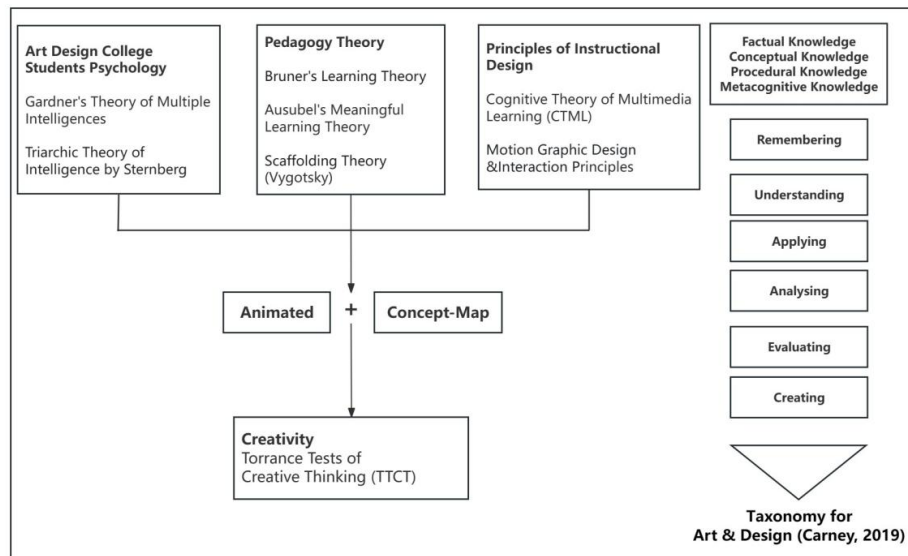 Art Design College
Students Psychology
Gardner's Theory of Multiple
Intelligences
Triarchic Theory of
Intelligence by Sternberg
Pedagogy Theory
Bruner's Learning Theory
Ausubel's Meaningful
Learning Theory
Scaffolding Theory
(Vygotsky)
Principles of Instructional
Design
Cognitive Theory of Multimedia
Learning (CTML)
Motion Graphic Design
&Interaction Principles
Animated
+
Concept-Map
Creativity
Torrance Tests of
Creative Thinking (TTCT)
Factual Knowledge
Conceptual Knowledge
Procedural Knowledge
Metacognitive Knowledge
Remembering
Understanding
Applying
Analysing
Evaluating
Creating
Taxonomy for
Art & Design (Carney, 2019)